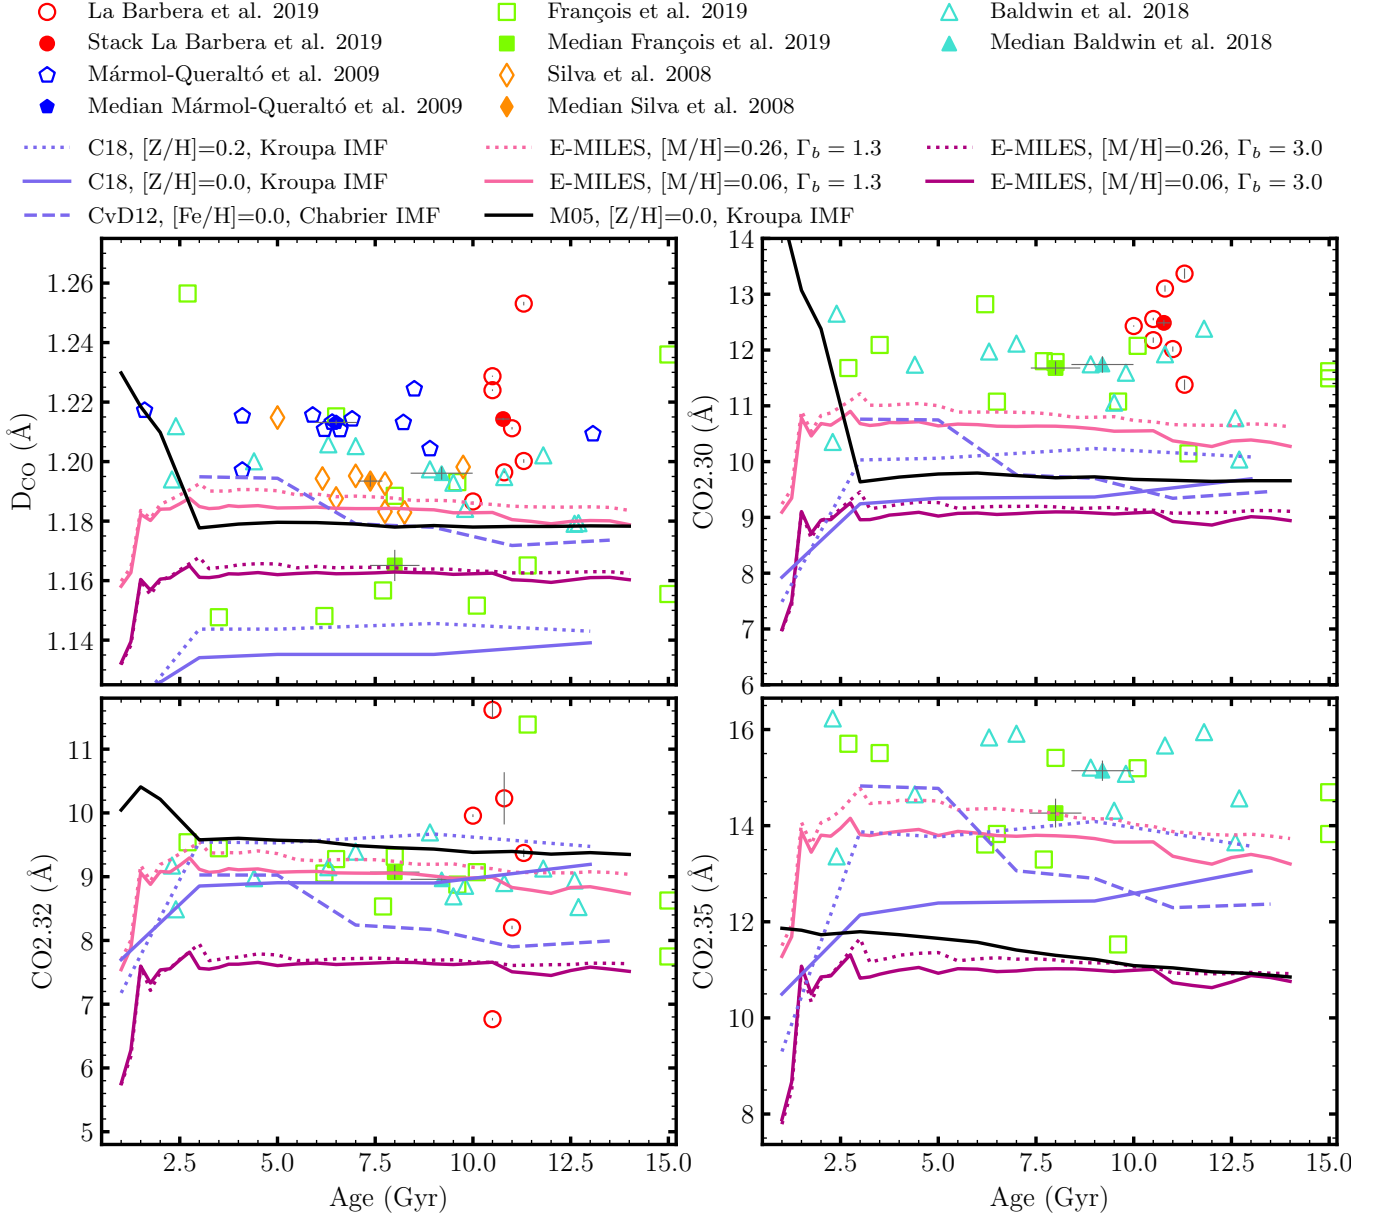 La Barbera et al. 2019
Stack La Barbera et al. 2019
Mármol-Queraltó et al. 2009
Median Mármol-Queraltó et al. 2009
François et al. 2019
Median François et al. 2019
Silva et al. 2008
Median Silva et al. 2008
Baldwin et al. 2018
Median Baldwin et al. 2018
C18, [Z/H]=0.2, Kroupa IMF
C18, [Z/H]=0.0, Kroupa IMF
CvD12, [Fe/H]=0.0, Chabrier IMF
E-MILES, [M/H]=0.26, Γb = 1.3
E-MILES, [M/H]=0.06, Γb = 1.3
M05, [Z/H]=0.0, Kroupa IMF
E-MILES, [M/H]=0.26, Γb = 3.0
E-MILES, [M/H]=0.06, Γb = 3.0
DCO (Å)
1.26
1.24
1.22
1.20
1.18
1.16
1.14
CO2.30 (Å)
14
13
12
11
10
9
8
7
6
CO2.32 (Å)
11
10
9
8
7
6
5
2.5 5.0 7.5 10.0 12.5 15.0
Age (Gyr)
CO2.35 (Å)
16
14
12
10
8
2.5 5.0 7.5 10.0 12.5 15.0
Age (Gyr)